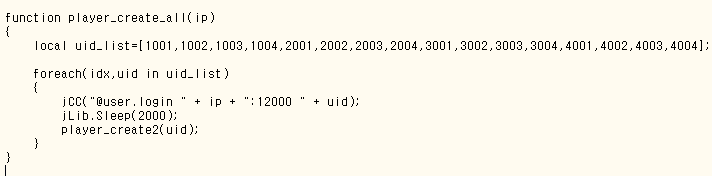 function player_create_all(ip)
{
    local uid_list=[1001,1002,1003,1004,2001,2002,2003,2004,3001,3002,3003,3004,4001,4002,4003,4004];

    foreach(idx,uid in uid_list)
    {
        jCC("@user.login " + ip + ":12000 " + uid);
        jLib.Sleep(2000);
        player_create2(uid);
    }
}